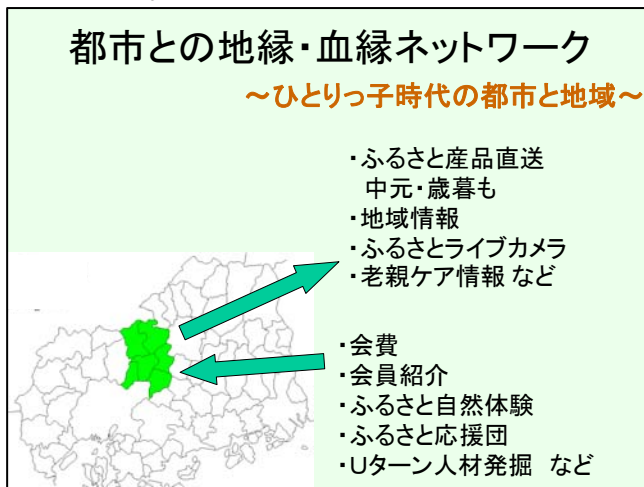 都市との地縁・血縁ネットワーク
～ひとりっ子時代の都市と地域～
・ふるさと産品直送
中元・歳暮も
・地域情報
・ふるさとライブカメラ
・老親ケア情報 など
・会費
・会員紹介
・ふるさと自然体験
・ふるさと応援団
・Uターン人材発掘 など